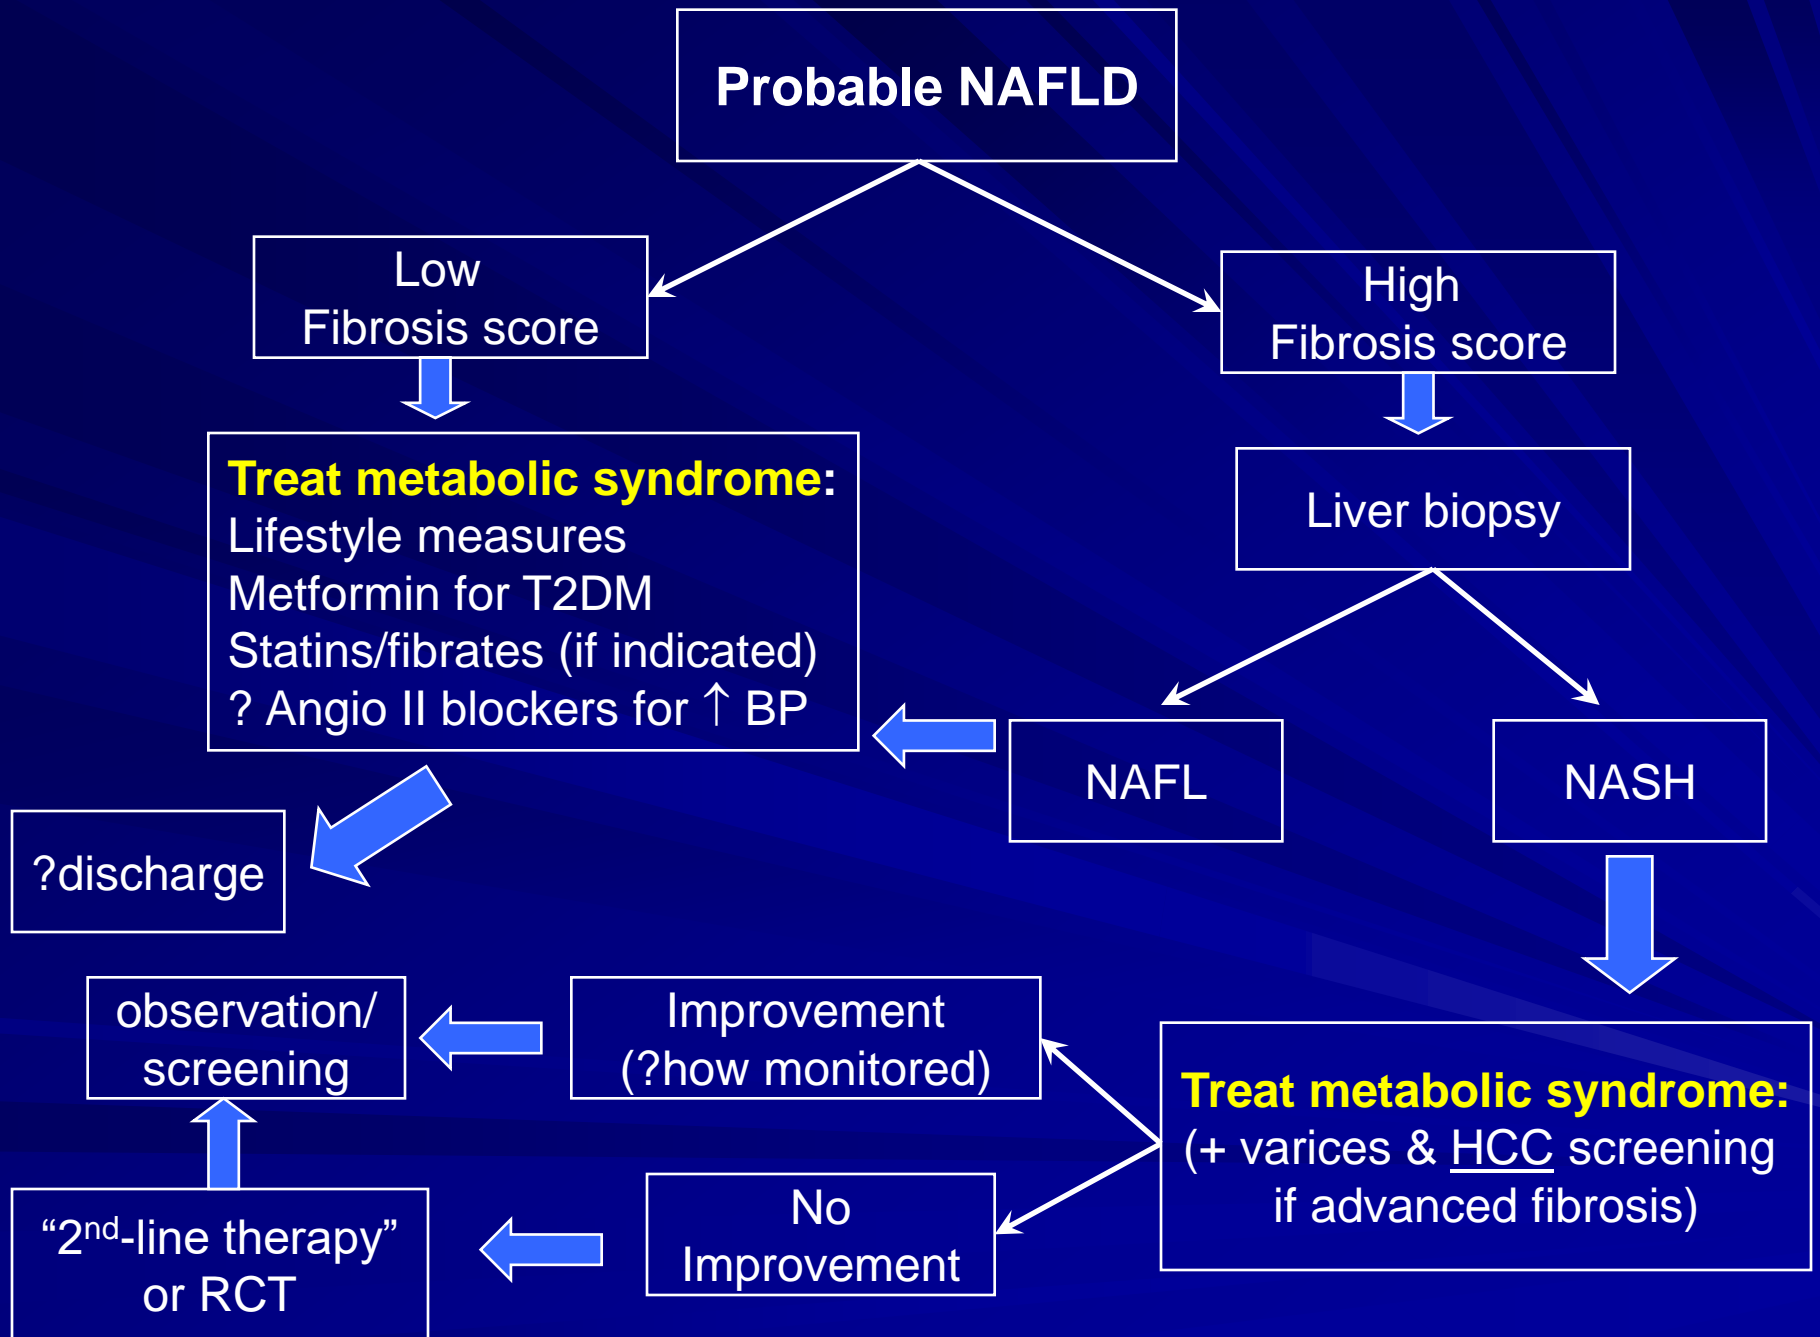 Probable NAFLD
Low
Fibrosis score
High
Fibrosis score
Treat metabolic syndrome:
Lifestyle measures
Metformin for T2DM
Statins/fibrates (if indicated)
? Angio II blockers for ↑ BP
Liver biopsy
NAFL
NASH
?discharge
observation/
screening
Improvement
(?how monitored)
Treat metabolic syndrome:
(+ varices & HCC screening
if advanced fibrosis)
No
Improvement
“2nd-line therapy”
or RCT